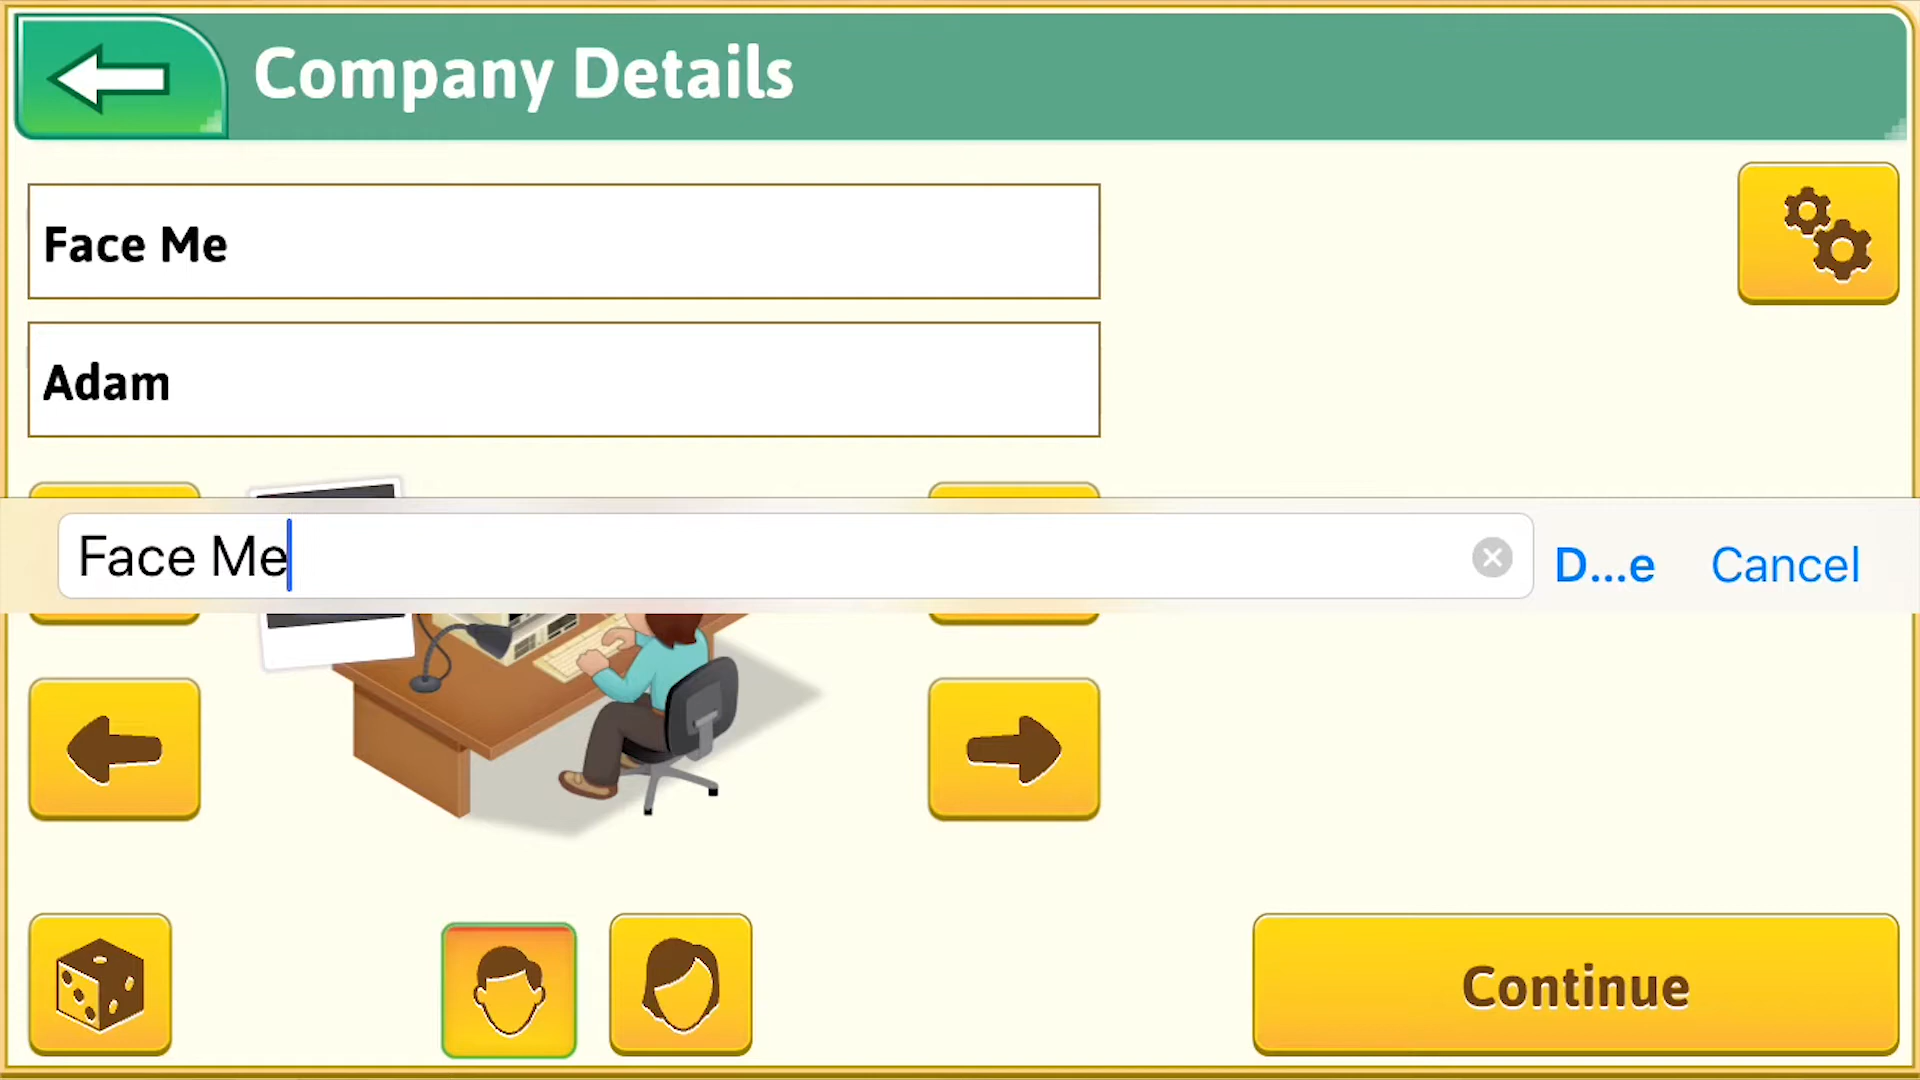 Company Details
Face Me
Adam
Face Me
D...e
Cancel
Continue